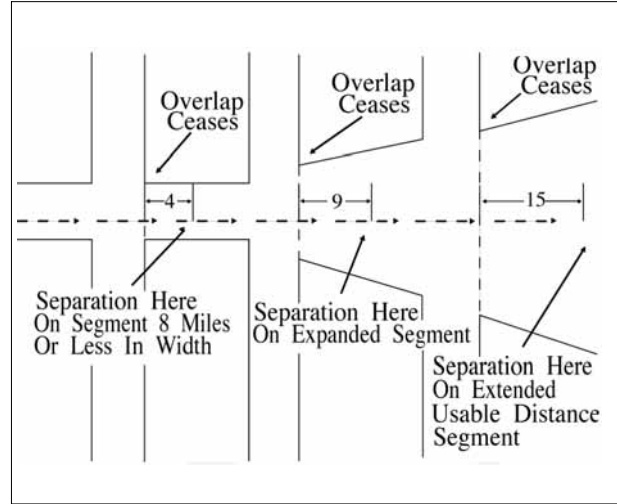 Overlap
Ceases
Overlap
Ceases
Overlap
Ceases
4
9
15
Separation Here
On Segment 8 Miles
Or Less In Width
Separation Here
On Expanded Segment
Separation Here
On Extended
Usable Distance
Segment